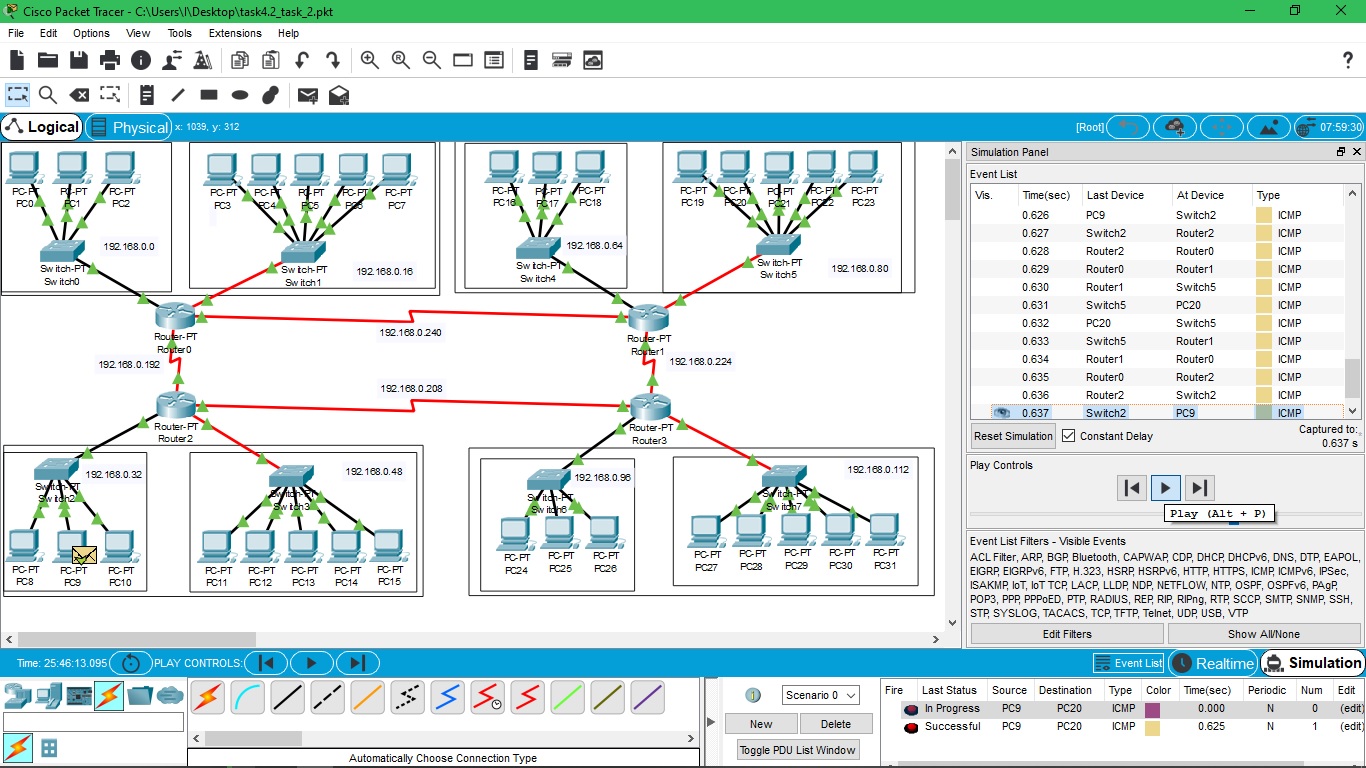 Cisco Packet Tracer - C:\Users\I\Desktop\task4.2_task_2.pkt
File Edit Options View Tools Extensions Help
?
Logical Physical x: 1039, y: 312 [Root] 07:59:30
PC-PT PC0
PC-PT PC1
PC-PT PC2
192.168.0.0
Switch-PT
Switch0
PC-PT PC3
PC-PT PC4
PC-PT PC5
PC-PT PC6
PC-PT PC7
192.168.0.16
Switch-PT
Switch1
PC-PT PC16
PC-PT PC17
PC-PT PC18
192.168.0.64
Switch-PT
Switch4
PC-PT PC19
PC-PT PC20
PC-PT PC21
PC-PT PC22
PC-PT PC23
192.168.0.80
Switch-PT
Switch5
Router-PT
Router0
192.168.0.240
Router-PT
Router1
192.168.0.192
192.168.0.224
192.168.0.208
Router-PT
Router2
Router-PT
Router3
192.168.0.32
Switch-PT
Switch2
PC-PT PC8
PC-PT PC9
PC-PT PC10
192.168.0.48
Switch-PT
Switch3
PC-PT PC11
PC-PT PC12
PC-PT PC13
PC-PT PC14
PC-PT PC15
192.168.0.96
Switch-PT
Switch6
PC-PT PC24
PC-PT PC25
PC-PT PC26
192.168.0.112
Switch-PT
Switch7
PC-PT PC27
PC-PT PC28
PC-PT PC29
PC-PT PC30
PC-PT PC31
Simulation Panel
Event List
Vis. Time(sec) Last Device At Device Type
0.626 PC9 Switch2 ICMP
0.627 Switch2 Router2 ICMP
0.628 Router2 Router0 ICMP
0.629 Router0 Router1 ICMP
0.630 Router1 Switch5 ICMP
0.631 Switch5 PC20 ICMP
0.632 PC20 Switch5 ICMP
0.633 Switch5 Router1 ICMP
0.634 Router1 Router0 ICMP
0.635 Router0 Router2 ICMP
0.636 Router2 Switch2 ICMP
0.637 Switch2 PC9 ICMP
Reset Simulation Constant Delay Captured to:
0.637 s
Play Controls
Play (Alt + P)
Event List Filters - Visible Events
ACL Filter, ARP, BGP, Bluetooth, CAPWAP, CDP, DHCP, DHCPv6, DNS, DTP, EAPOL,
EIGRP, EIGRPv6, FTP, H.323, HSRP, HSRPv6, HTTP, HTTPS, ICMP, ICMPv6, IPSec,
ISAKMP, IoT, IoT TCP, LACP, LLDP, NDP, NETFLOW, NTP, OSPF, OSPFv6, PAgP,
POP3, PPP, PPPoED, PTP, RADIUS, REP, RIP, RIPng, RTP, SCCP, SMTP, SNMP, SSH,
STP, SYSLOG, TACACS, TCP, TFTP, Telnet, UDP, USB, VTP
Edit Filters Show All/None
Time: 25:46:13.095 PLAY CONTROLS: Event List Realtime Simulation
Automatically Choose Connection Type
Scenario 0
New Delete
Toggle PDU List Window
Fire Last Status Source Destination Type Color Time(sec) Periodic Num Edit
In Progress PC9 PC20 ICMP 0.000 N 0 (edit)
Successful PC9 PC20 ICMP 0.625 N 1 (edit)